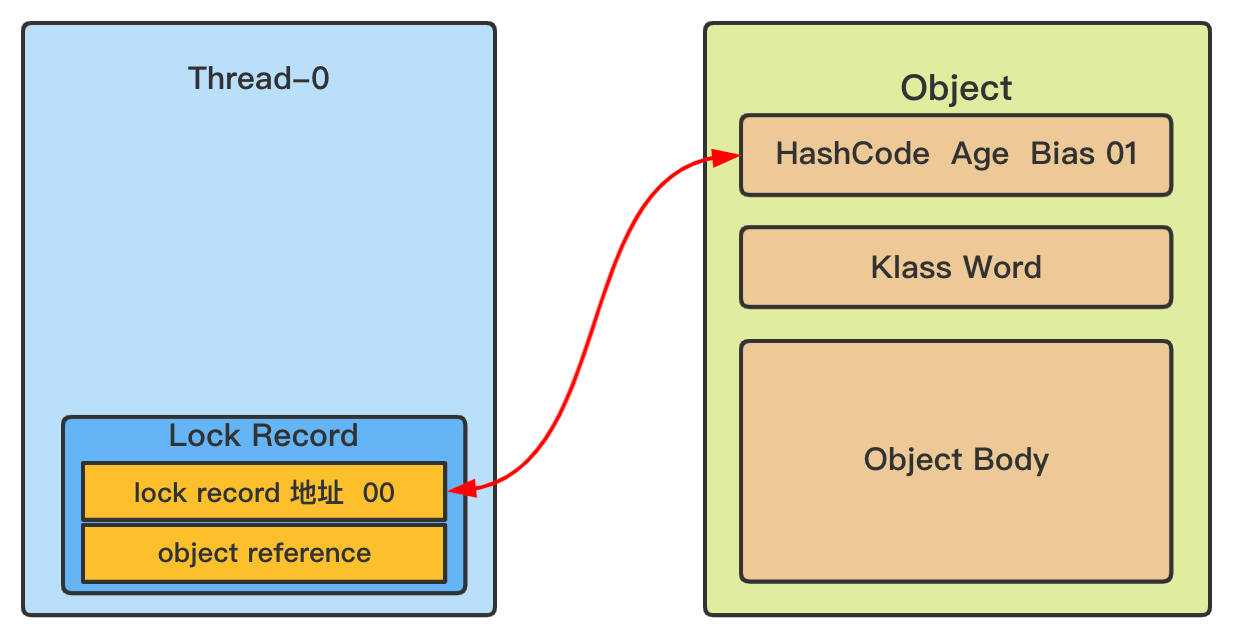 Thread-0
Lock Record
lock record 地址 00
object reference
Object
HashCode Age Bias 01
Klass Word
Object Body